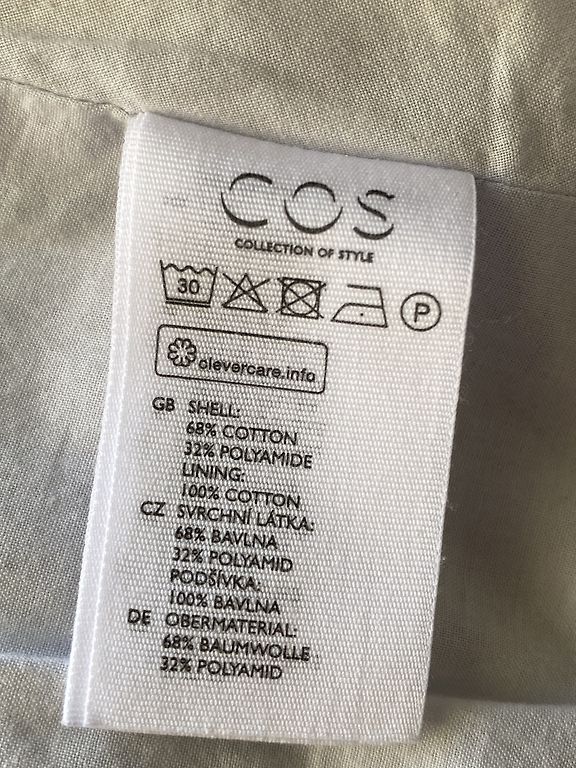 COS
COLLECTION OF STYLE
30 P
clevercare.info
GB SHELL:
68% COTTON
32% POLYAMIDE
LINING:
100% COTTON
CZ SVRCHNÍ LÁTKA:
68% BAVLNA
32% POLYAMID
PODŠÍVKA:
100% BAVLNA
DE OBERMATERIAL:
68% BAUMWOLLE
32% POLYAMID